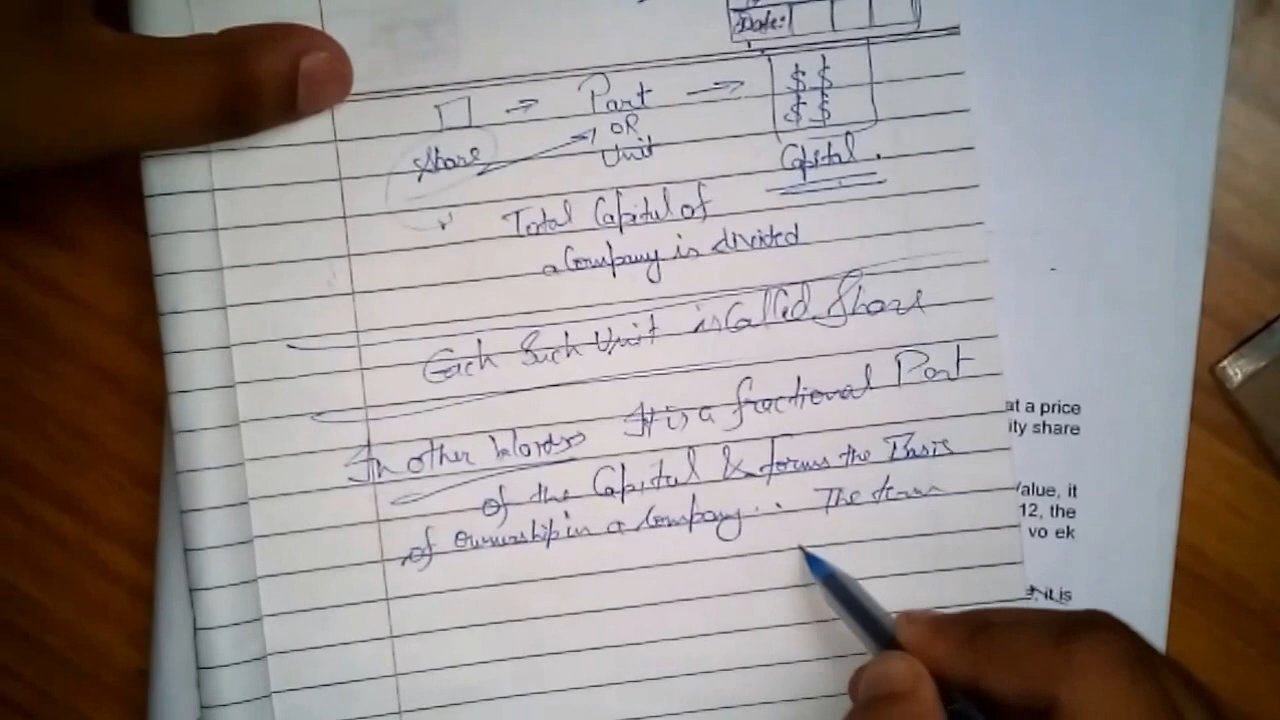 Date:
□ → Part → $ $
OR $ $
Share Unit Capital.
Total Capital of
a Company is divided
Each Such Unit is Called Share
In other Words It is a fractional Part
of the Capital & forms the Basis
of ownership in a Company. The
at a price
ity share
Value, it
12, the
vo ek
it is